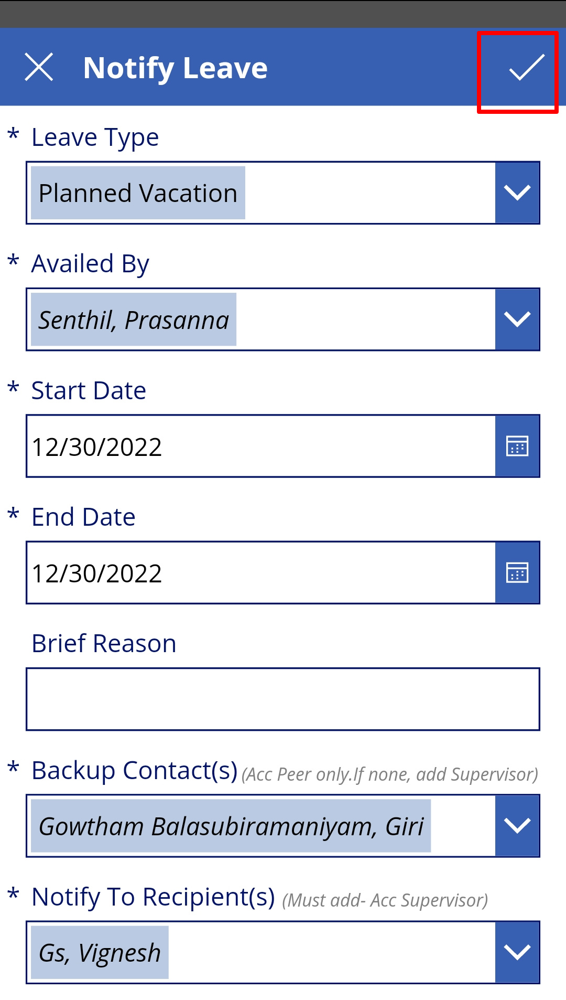 Notify Leave
* Leave Type
Planned Vacation
* Availed By
Senthil, Prasanna
* Start Date
12/30/2022
* End Date
12/30/2022
Brief Reason
* Backup Contact(s) (Acc Peer only.If none, add Supervisor)
Gowtham Balasubiramaniyam, Giri
* Notify To Recipient(s) (Must add- Acc Supervisor)
Gs, Vignesh